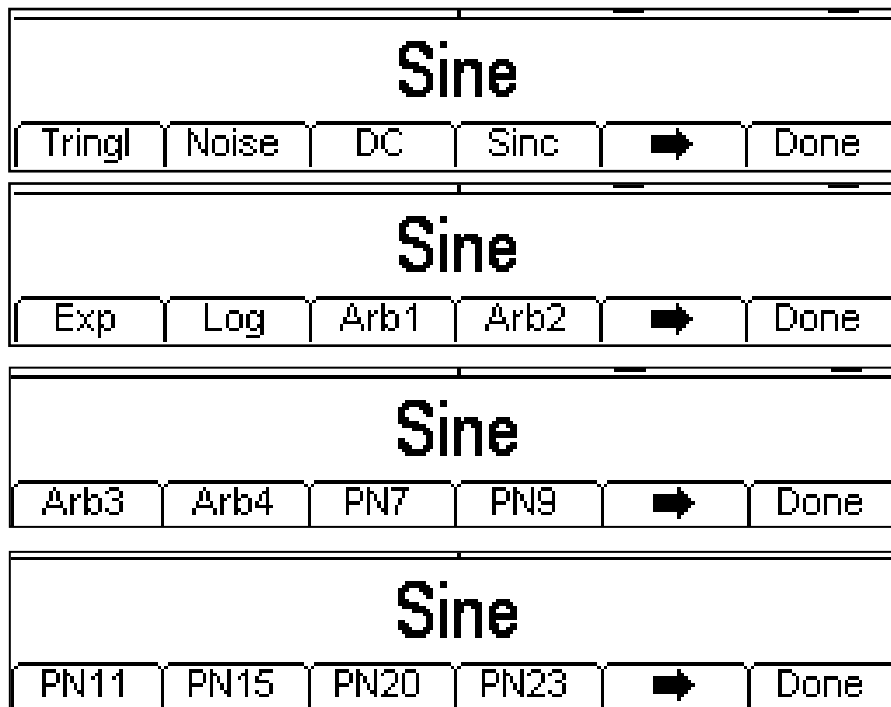 Sine
Tringl Noise DC Sinc ➡ Done
Sine
Exp Log Arb1 Arb2 ➡ Done
Sine
Arb3 Arb4 PN7 PN9 ➡ Done
Sine
PN11 PN15 PN20 PN23 ➡ Done